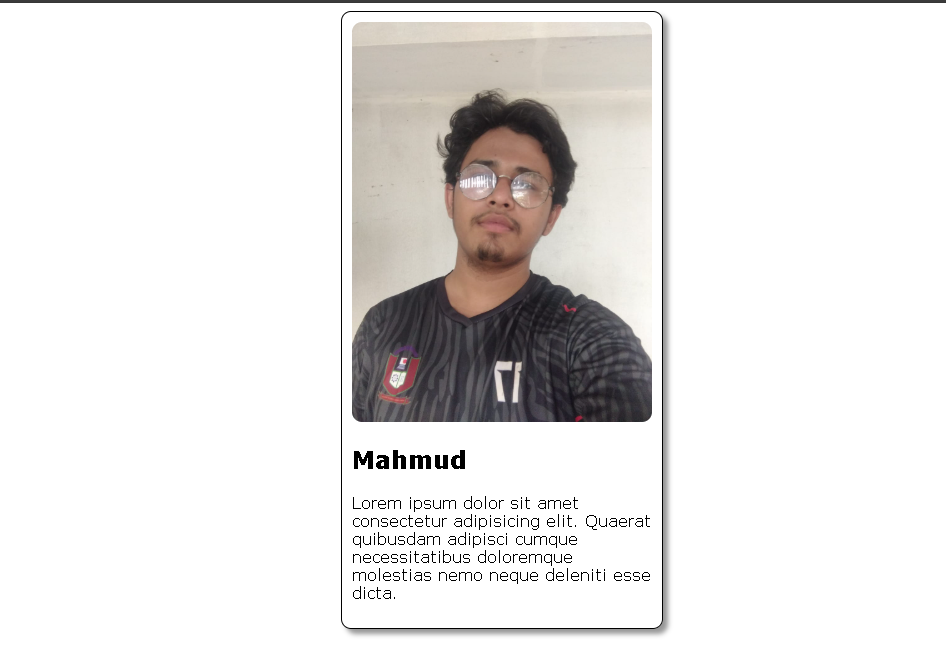 Mahmud
Lorem ipsum dolor sit amet
consectetur adipisicing elit. Quaerat
quibusdam adipisci cumque
necessitatibus doloremque
molestias nemo neque deleniti esse
dicta.